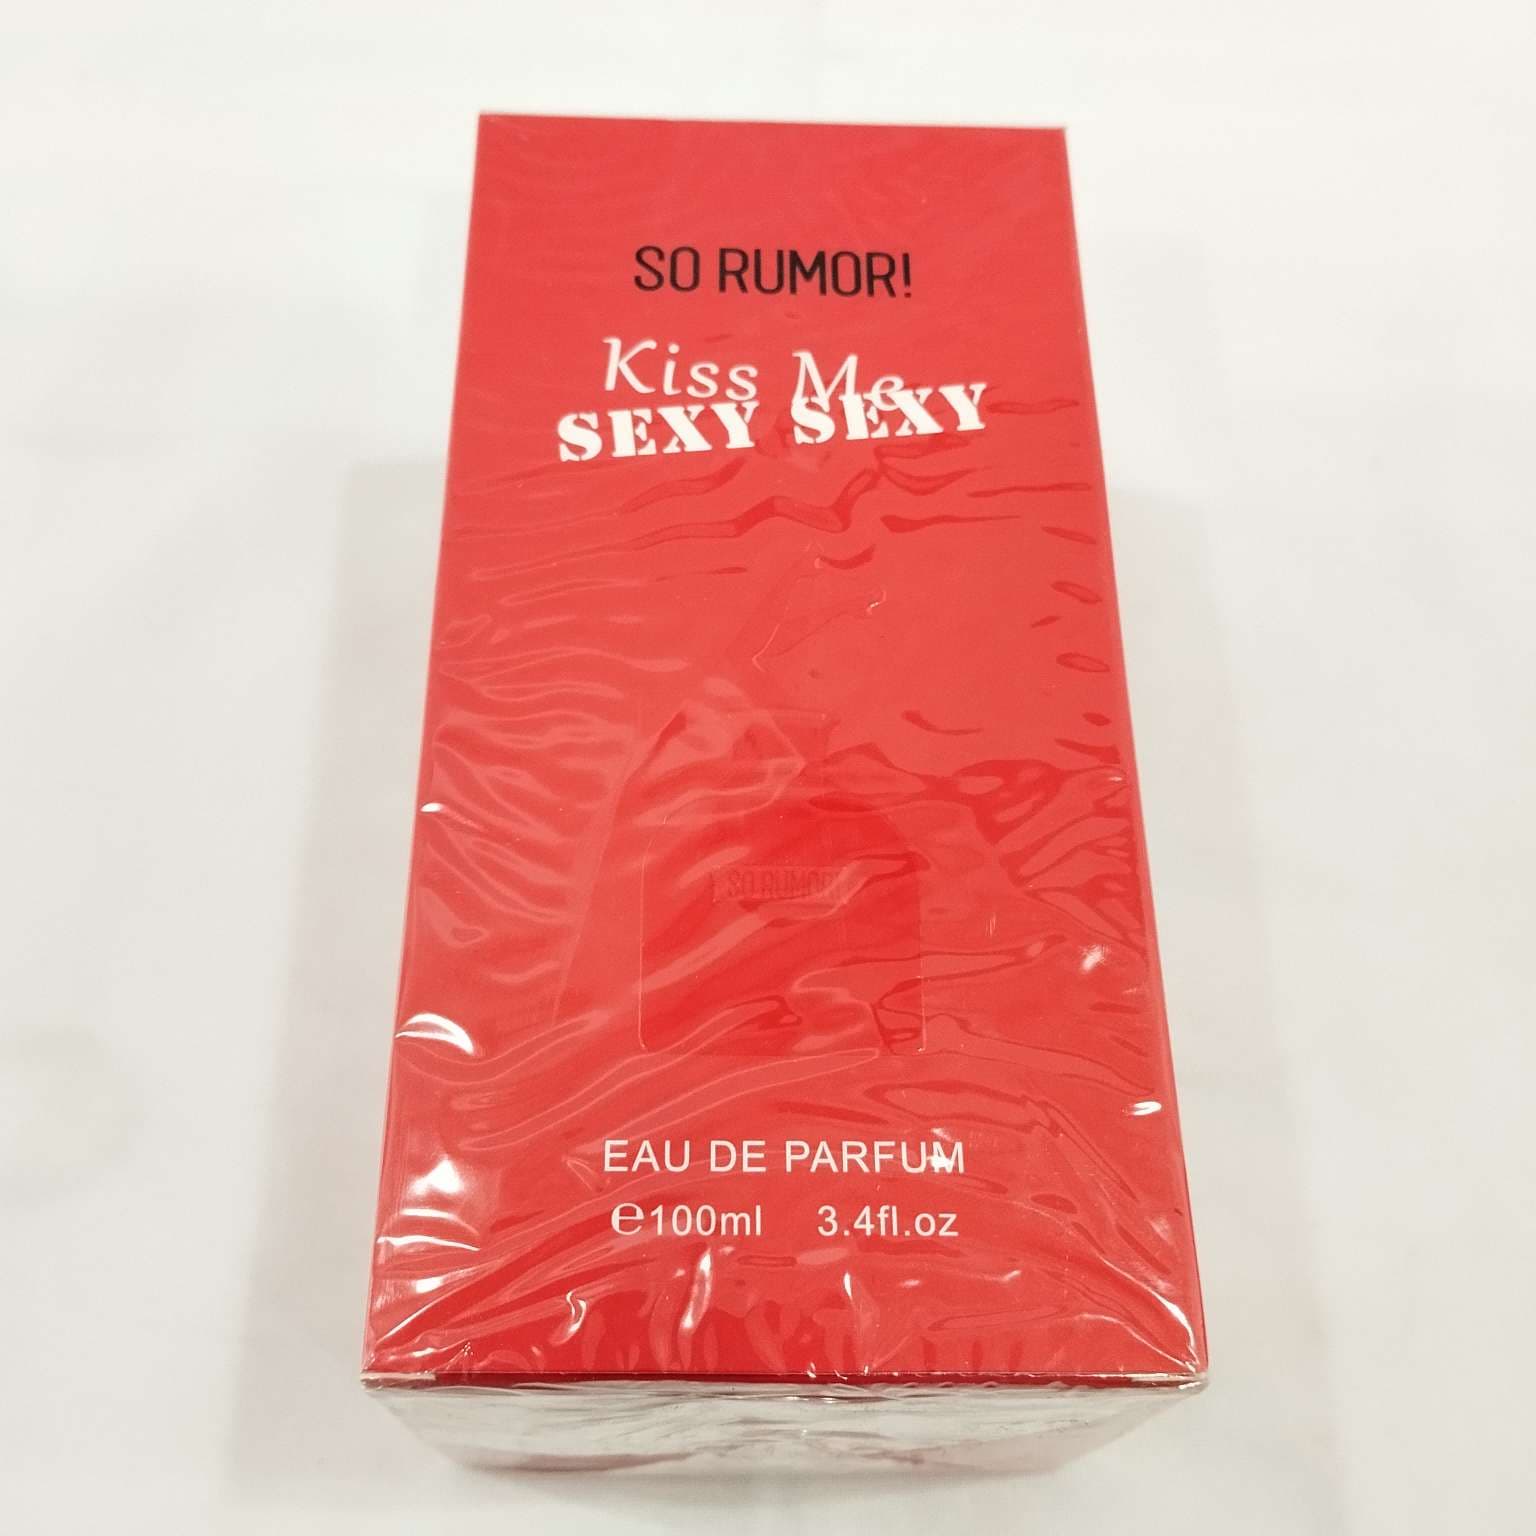 SO RUMOR!
Kiss Me
SEXY SEXY
SO RUMOR!
EAU DE PARFUM
℮100ml 3.4fl.oz